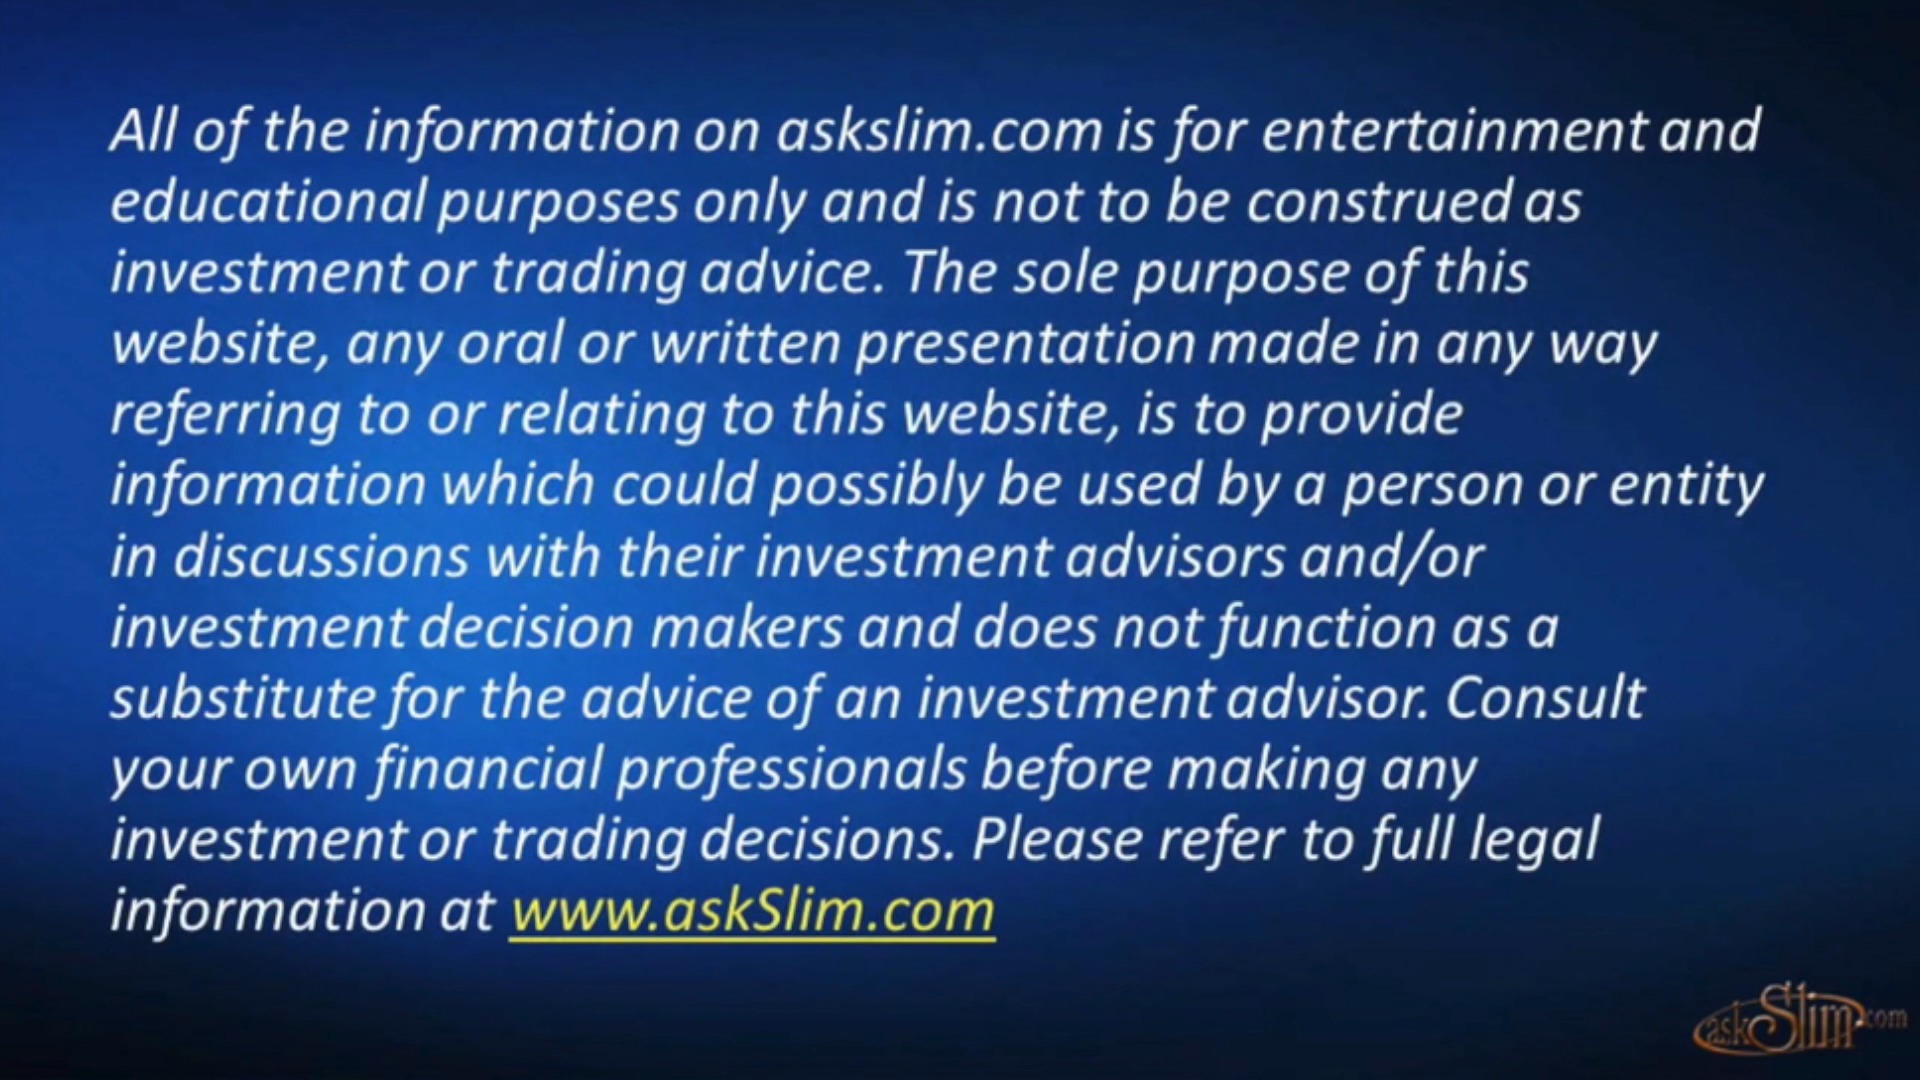 All of the information on askslim.com is for entertainment and
educational purposes only and is not to be construed as
investment or trading advice. The sole purpose of this
website, any oral or written presentation made in any way
referring to or relating to this website, is to provide
information which could possibly be used by a person or entity
in discussions with their investment advisors and/or
investment decision makers and does not function as a
substitute for the advice of an investment advisor. Consult
your own financial professionals before making any
investment or trading decisions. Please refer to full legal
information at www.askSlim.com
askSlim.com